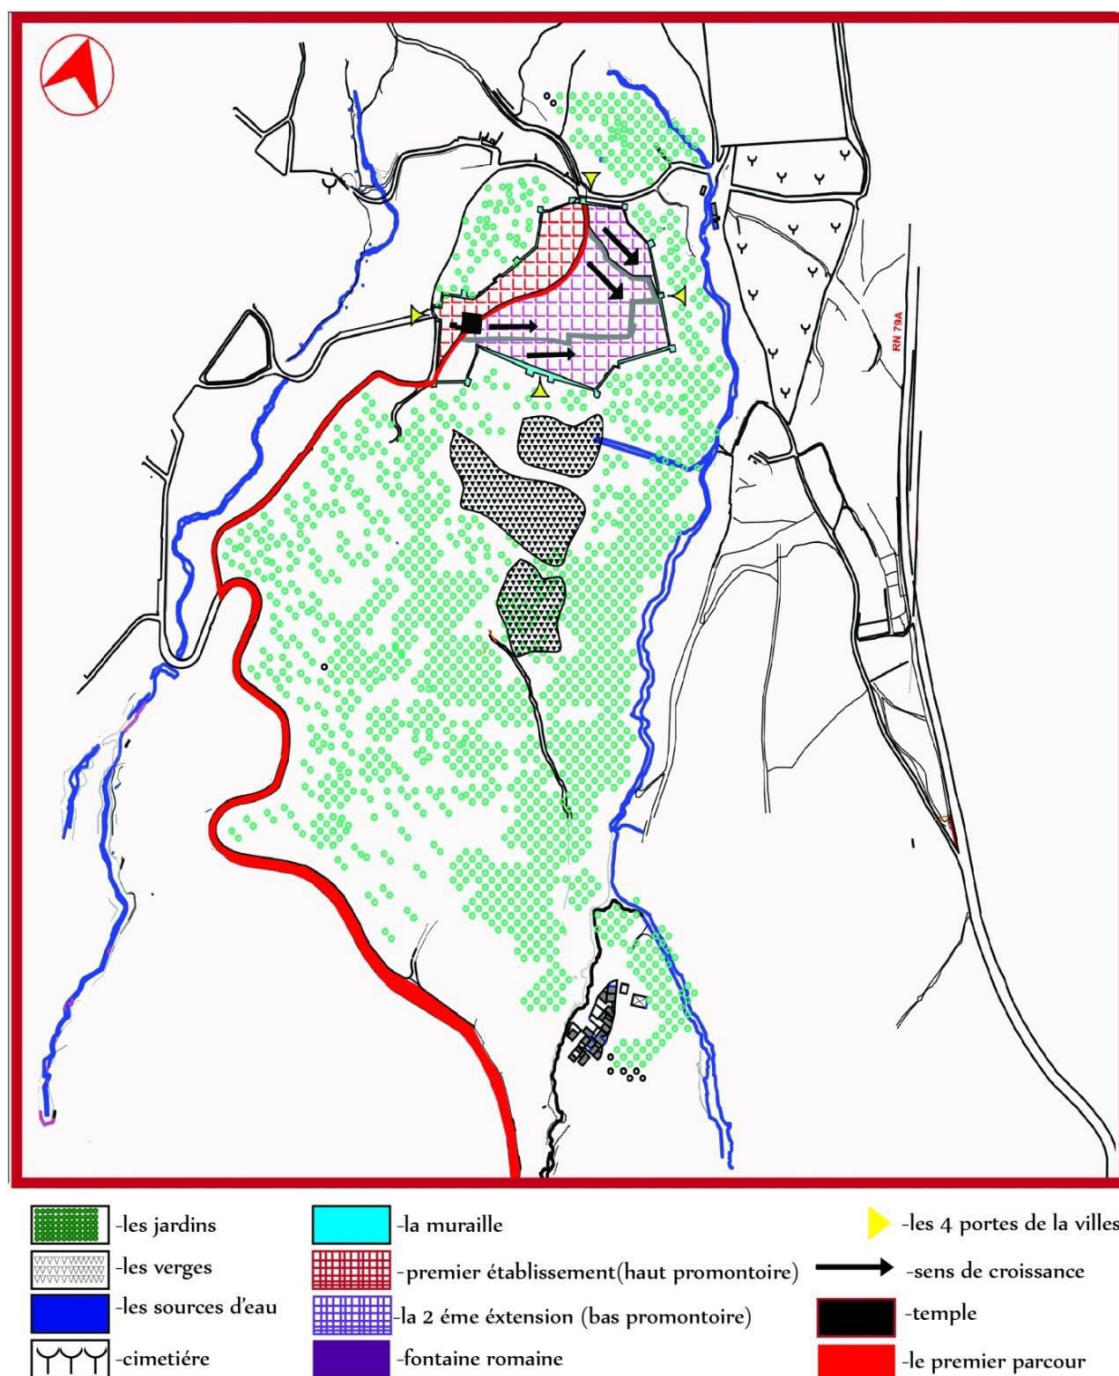 RN 79A
-les jardins
-les verges
-les sources d'eau
-cimetiére
-la muraille
-premier établissement(haut promontoire)
-la 2 éme éxtension (bas promontoire)
-fontaine romaine
-les 4 portes de la villes
-sens de croissance
-temple
-le premier parcour